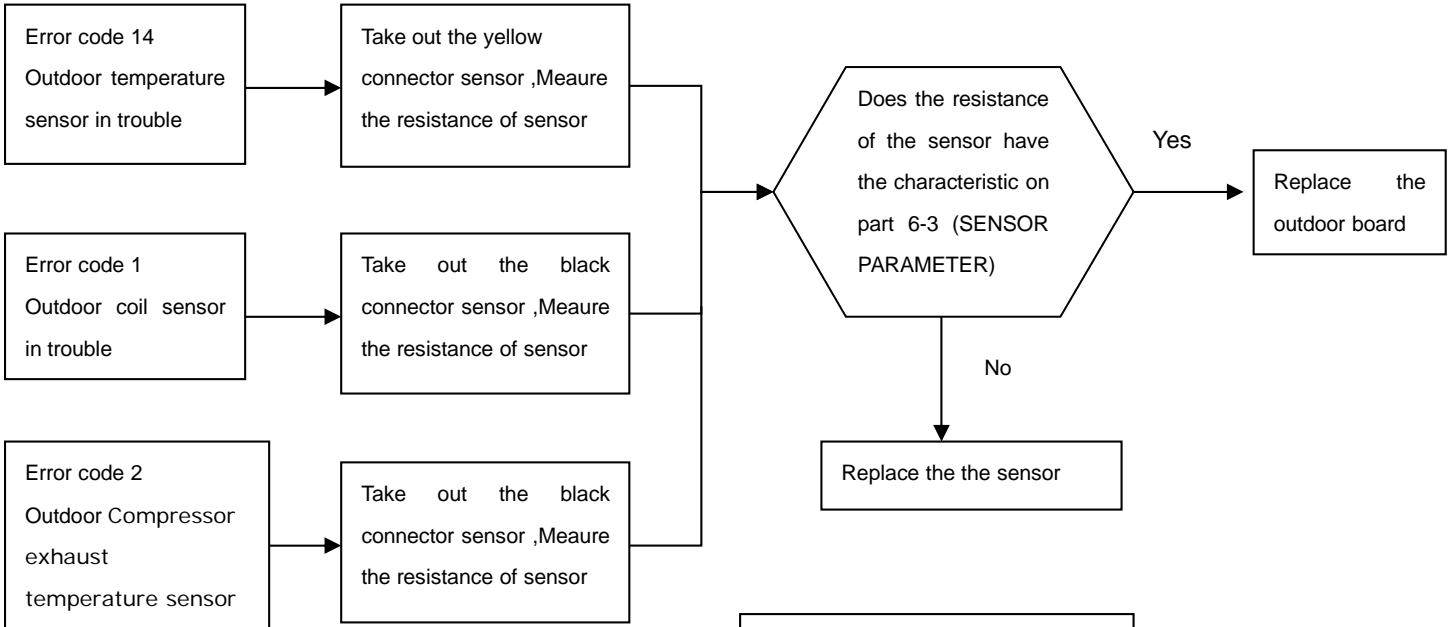 Error code 14
Outdoor temperature
sensor in trouble
Take out the yellow
connector sensor ,Meaure
the resistance of sensor
Does the resistance
of the sensor have
the characteristic on
part 6-3 (SENSOR
PARAMETER)
Yes
Replace the
outdoor board
Error code 1
Outdoor coil sensor
in trouble
Take out the black
connector sensor ,Meaure
the resistance of sensor
No
Replace the the sensor
Error code 2
Outdoor Compressor
exhaust
temperature sensor
Take out the black
connector sensor ,Meaure
the resistance of sensor